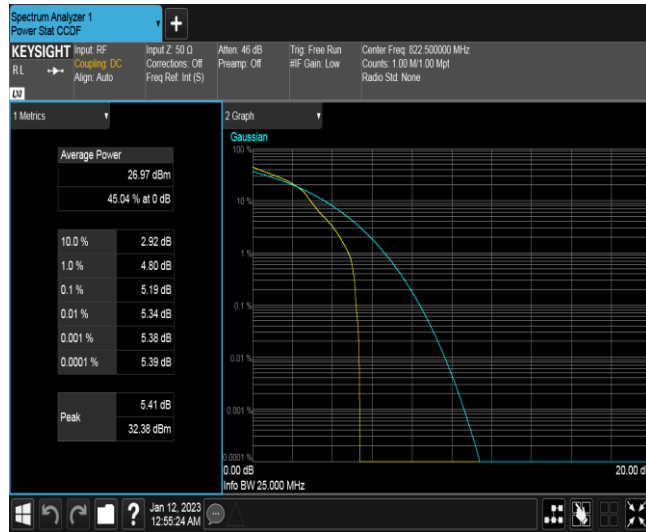 Spectrum Analyzer 1
Power Stat CCDF
KEYSIGHT
RL
LXI
Input: RF
Coupling: DC
Align: Auto
Input Z: 50 Ω
Corrections: Off
Freq Ref: Int (S)
Atten: 46 dB
Preamp: Off
Trig: Free Run
#IF Gain: Low
Center Freq: 822.500000 MHz
Counts: 1.00 M/1.00 Mpt
Radio Std: None
1 Metrics
Average Power
26.97 dBm
45.04 % at 0 dB
10.0 % 2.92 dB
1.0 % 4.80 dB
0.1 % 5.19 dB
0.01 % 5.34 dB
0.001 % 5.38 dB
0.0001 % 5.39 dB
Peak
5.41 dB
32.38 dBm
2 Graph
Gaussian
100 %
10 %
1 %
0.1 %
0.01 %
0.001 %
0.0001 %
0.00 dB
20.00 d
Info BW 25.000 MHz
?
Jan 12, 2023
12:55:24 AM